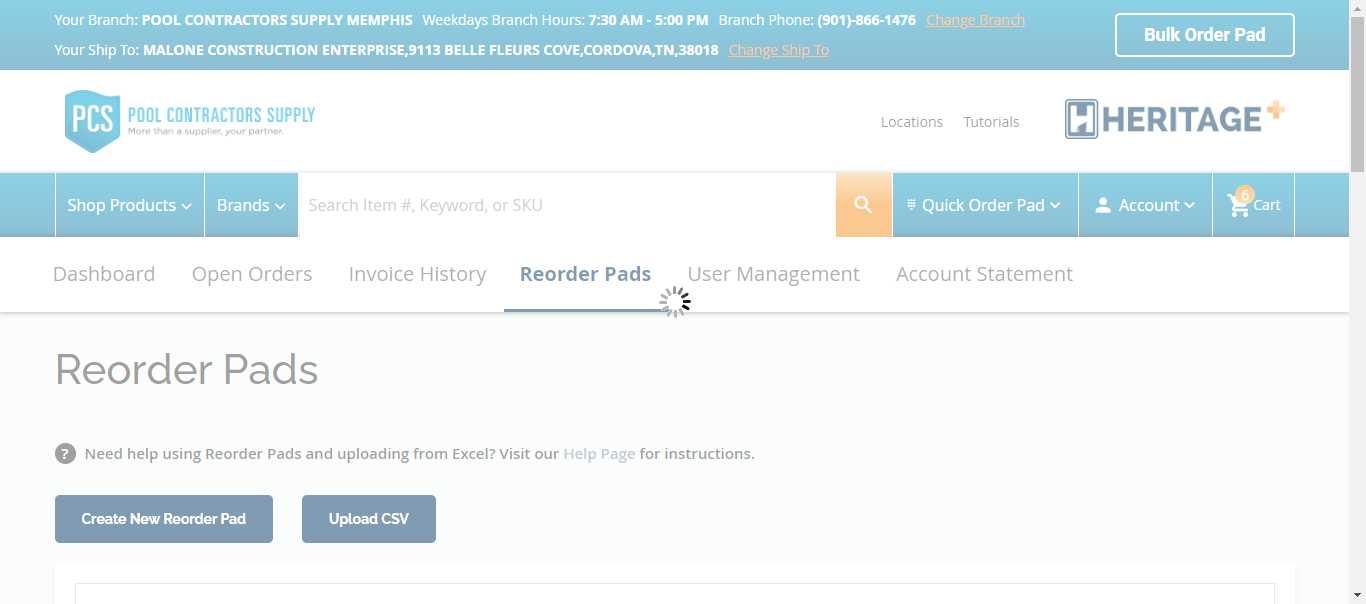 Your Branch: POOL CONTRACTORS SUPPLY MEMPHIS Weekdays Branch Hours: 7:30 AM - 5:00 PM Branch Phone: (901)-866-1476 Change Branch
Your Ship To: MALONE CONSTRUCTION ENTERPRISE,9113 BELLE FLEURS COVE,CORDOVA,TN,38018 Change Ship To
Bulk Order Pad
PCS POOL CONTRACTORS SUPPLY
More than a supplier, your partner.
Locations Tutorials
H HERITAGE+
Shop Products Brands Search Item #, Keyword, or SKU Quick Order Pad Account 6 Cart
Dashboard Open Orders Invoice History Reorder Pads User Management Account Statement
Reorder Pads
? Need help using Reorder Pads and uploading from Excel? Visit our Help Page for instructions.
Create New Reorder Pad Upload CSV